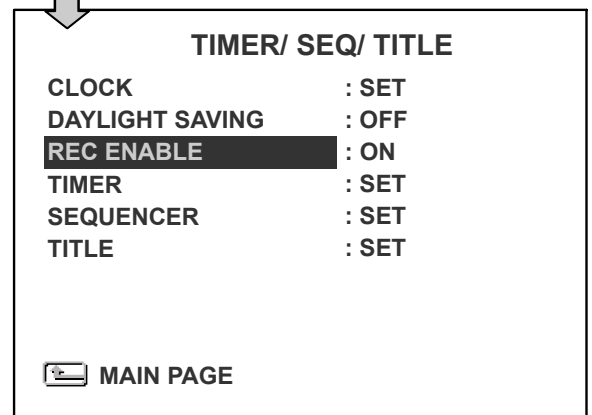 TIMER/ SEQ/ TITLE
CLOCK : SET
DAYLIGHT SAVING : OFF
REC ENABLE : ON
TIMER : SET
SEQUENCER : SET
TITLE : SET
MAIN PAGE